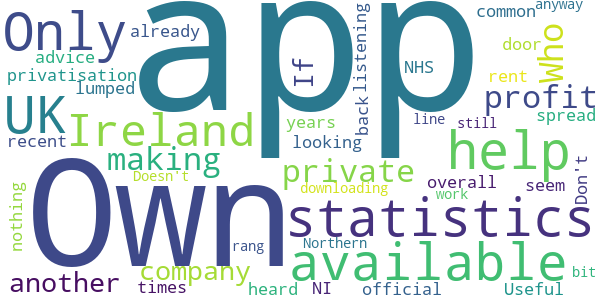 Only already app common anyway
advice door who
privatisation If listening NHS rent
lumped back profit
UK Ireland years line still spread
recent looking help
making private
Doesn't downloading overall seem Don't
nothing Own work
statistics
rang Northern available
another company bit
times heard NI official Useful